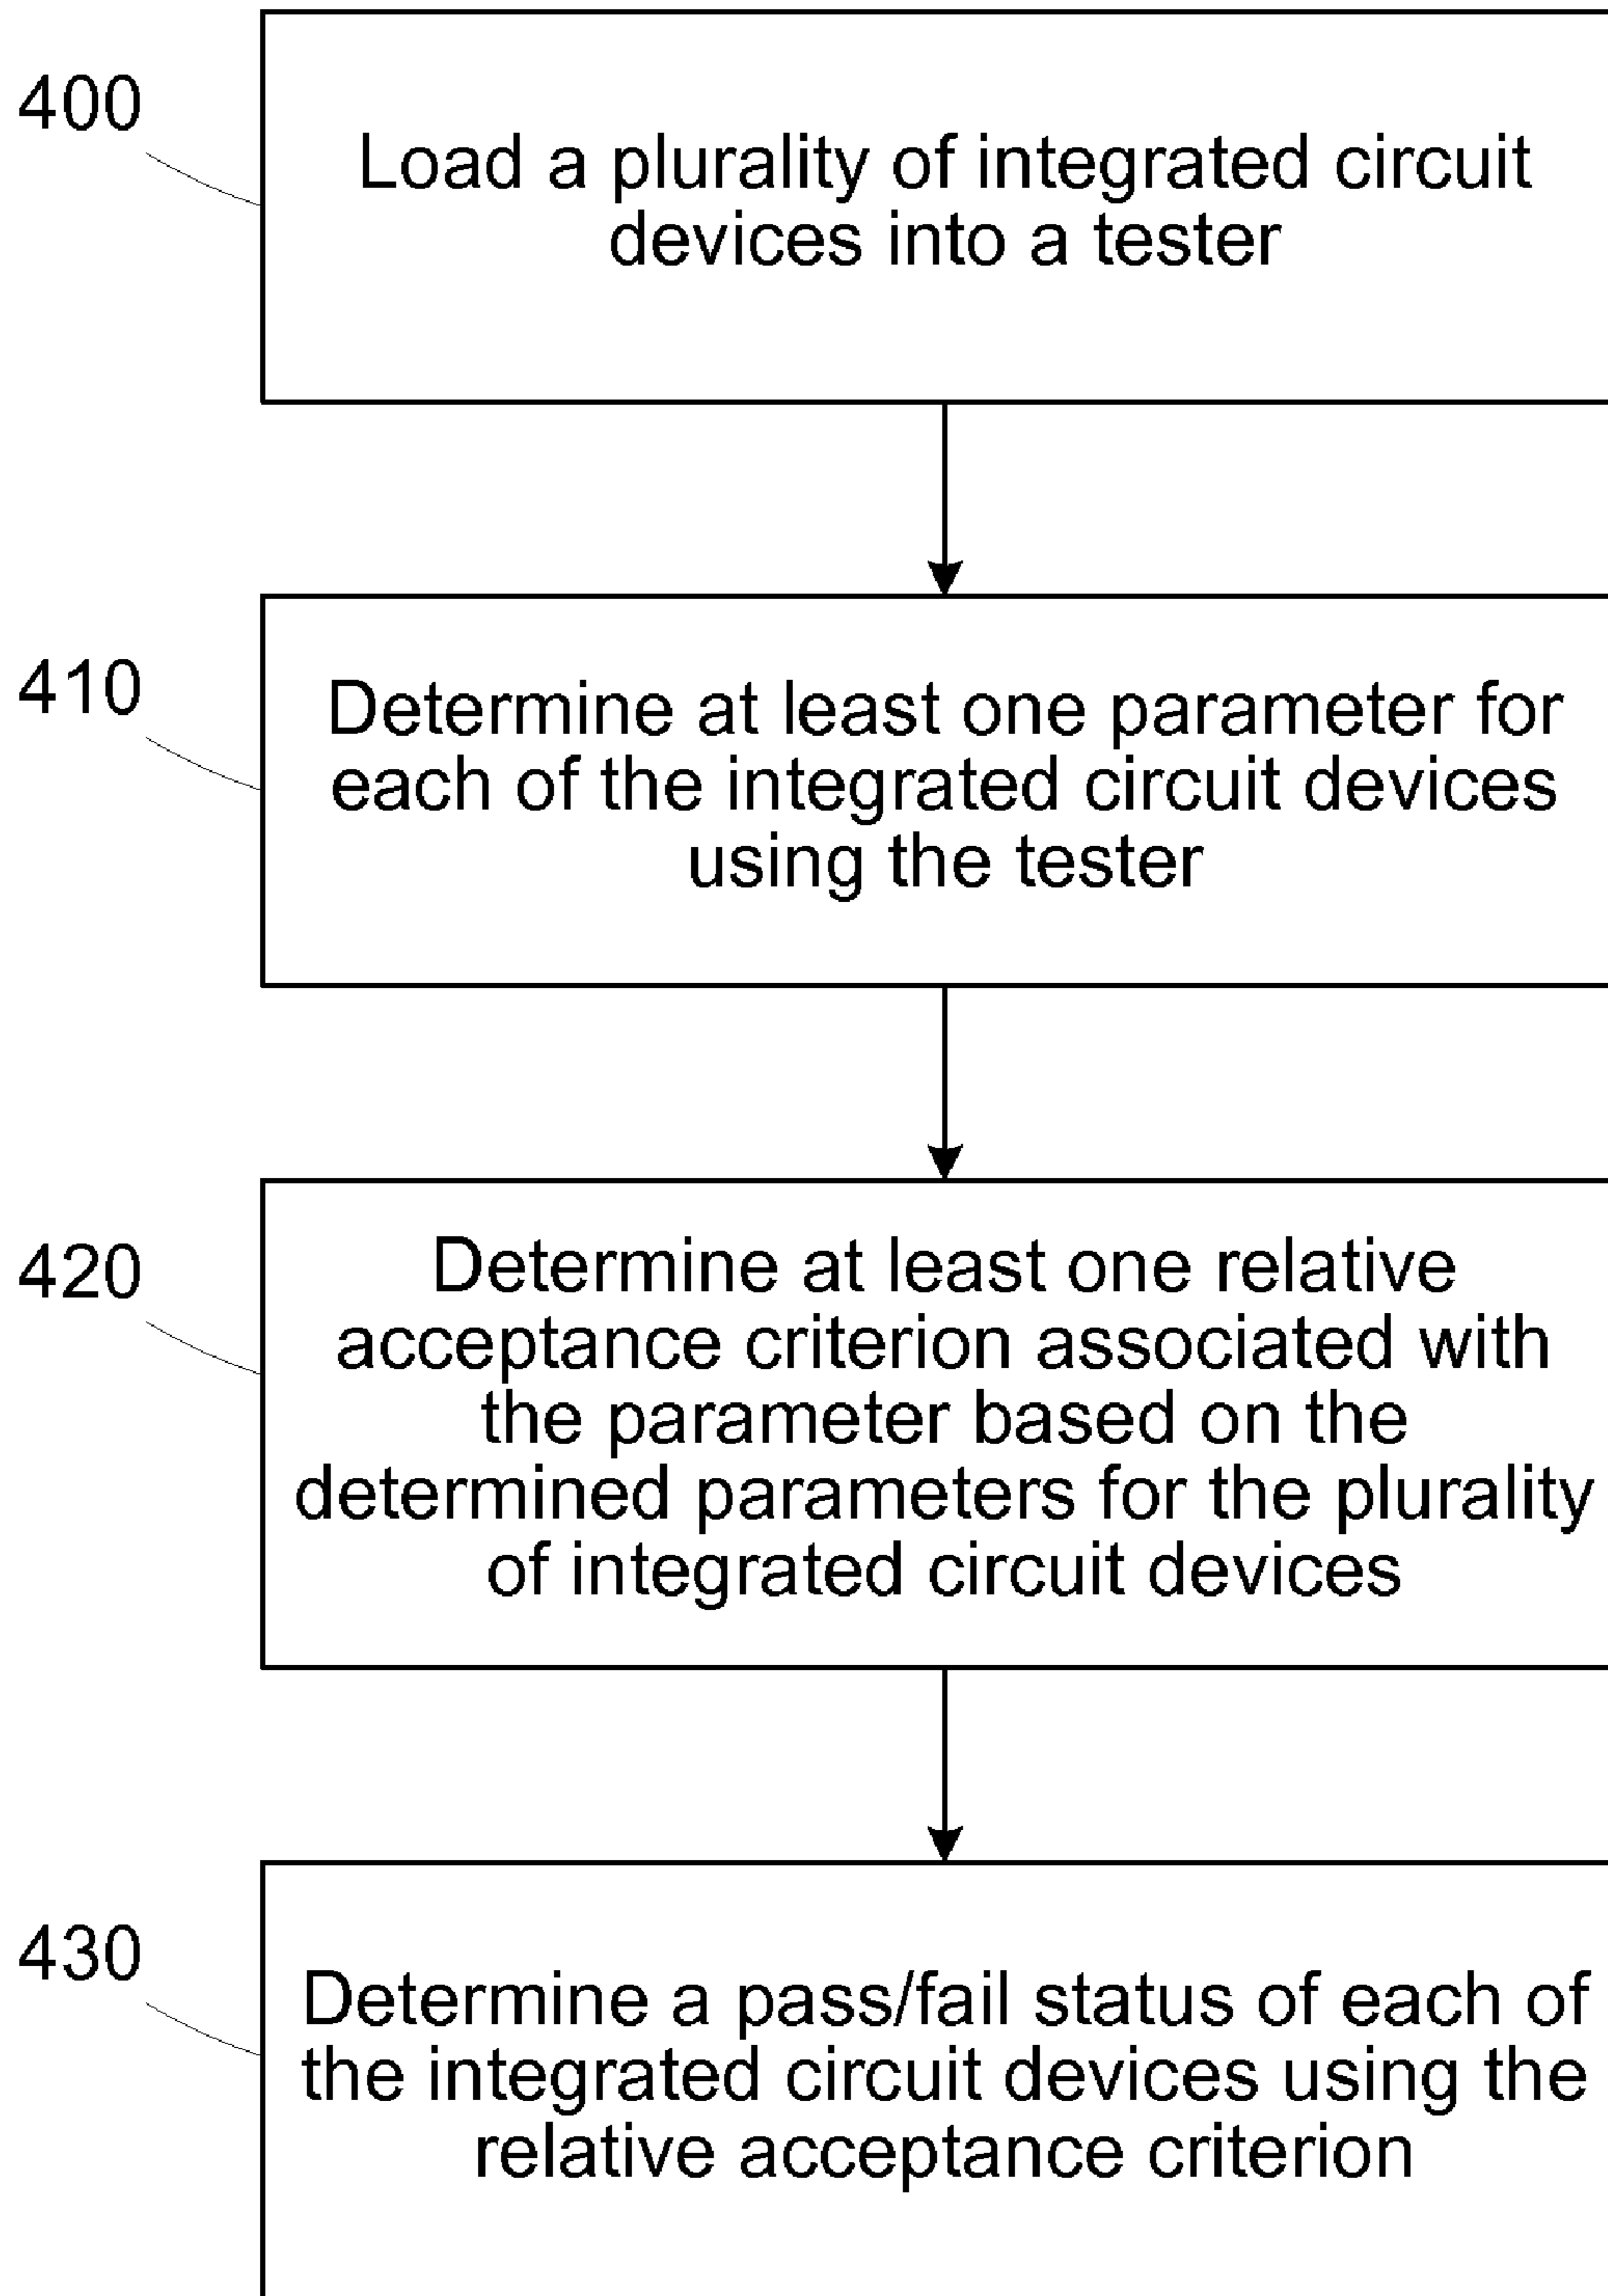 400
Load a plurality of integrated circuit
devices into a tester
410
Determine at least one parameter for
each of the integrated circuit devices
using the tester
420
Determine at least one relative
acceptance criterion associated with
the parameter based on the
determined parameters for the plurality
of integrated circuit devices
430
Determine a pass/fail status of each of
the integrated circuit devices using the
relative acceptance criterion